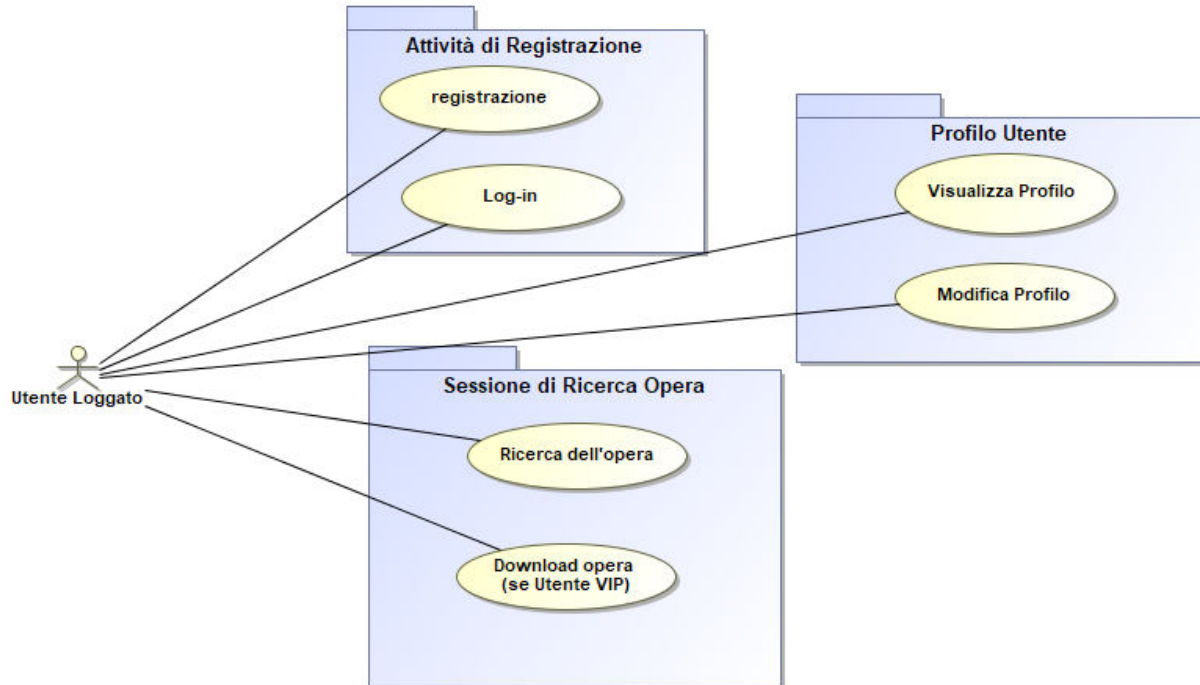 Attività di Registrazione
registrazione
Log-in
Profilo Utente
Visualizza Profilo
Modifica Profilo
Utente Loggato
Sessione di Ricerca Opera
Ricerca dell'opera
Download opera
(se Utente VIP)